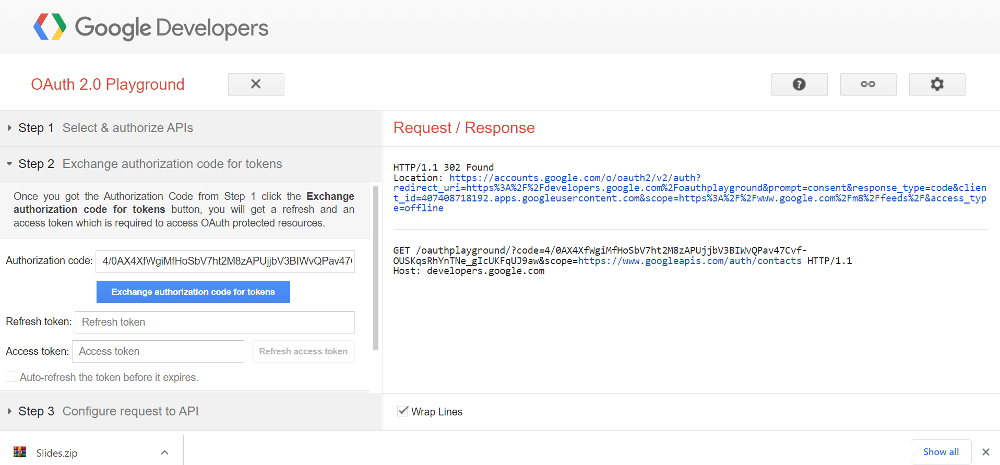 Google Developers
OAuth 2.0 Playground
Step 1 Select & authorize APIs
Step 2 Exchange authorization code for tokens
Once you got the Authorization Code from Step 1 click the Exchange
authorization code for tokens button, you will get a refresh and an
access token which is required to access OAuth protected resources.
Authorization code: 4/0AX4XfWgiMfHoSbV7ht2M8zAPUjjbV3BIWvQPav47
Exchange authorization code for tokens
Refresh token: Refresh token
Access token: Access token Refresh access token
Auto-refresh the token before it expires.
Step 3 Configure request to API
Request / Response
HTTP/1.1 302 Found
Location: https://accounts.google.com/o/oauth2/v2/auth?
redirect_uri=https%3A%2F%2Fdevelopers.google.com%2Foauthplayground&prompt=consent&response_type=code&clien
t_id=407408718192.apps.googleusercontent.com&scope=https%3A%2F%2Fwww.google.com%2Fm8%2Ffeeds%2F&access_typ
e=offline
GET /oauthplayground/?code=4/0AX4XfWgiMfHoSbV7ht2M8zAPUjjbV3BIWvQPav47Cvf-
OUSKqsRhYnTNe_gIcUKFqUJ9aw&scope=https://www.googleapis.com/auth/contacts HTTP/1.1
Host: developers.google.com
Wrap Lines
Slides.zip
Show all